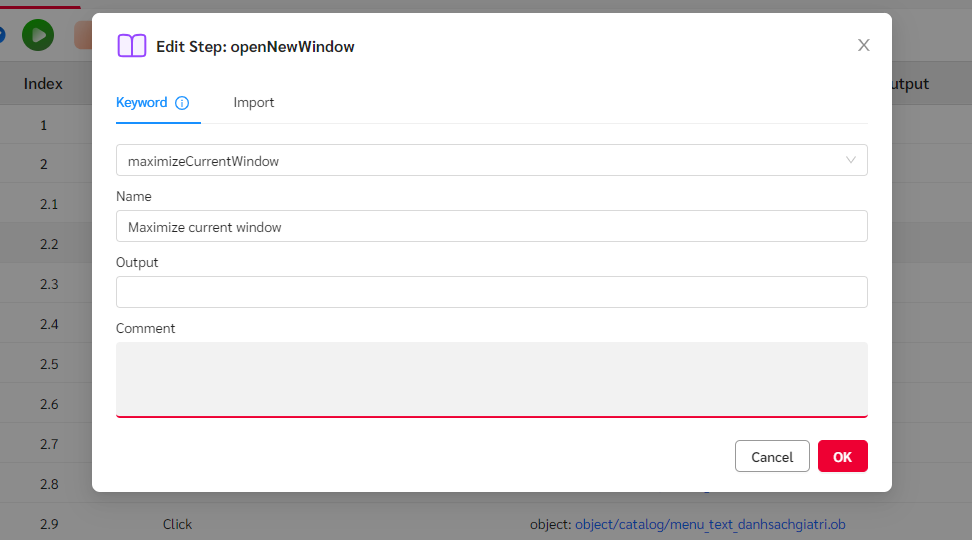 Edit Step: openNewWindow
Index
utput
Keyword
Import
1
maximizeCurrentWindow
2
Name
2.1
Maximize current window
2.2
Output
2.3
Comment
2.4
2.5
2.6
2.7
Cancel
OK
2.8
2.9
Click
object: object/catalog/menu_text_danhsachgiatri.ob